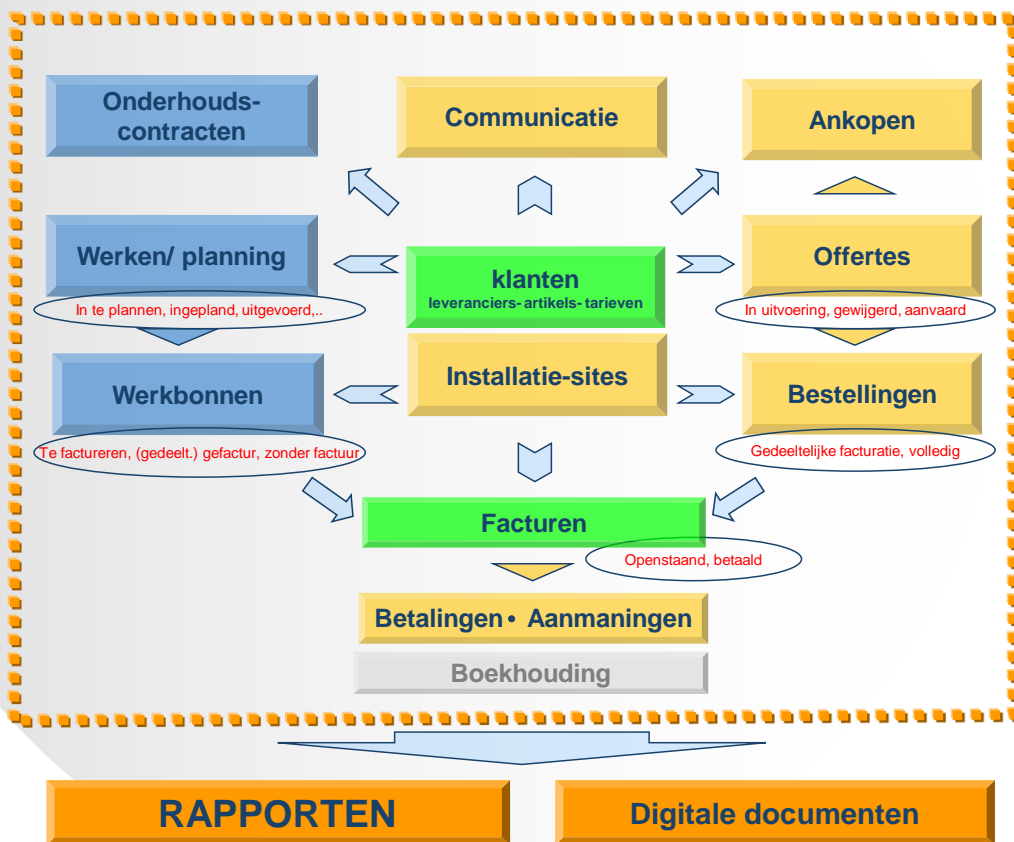 Onderhouds-
contracten
Communicatie
Ankopen
Werken/ planning
In te plannen, ingepland, uitgevoerd,..
klanten
leveranciers- artikels- tarieven
Offertes
In uitvoering, gewijgerd, aanvaard
Installatie-sites
Werkbonnen
Te factureren, (gedeelt.) gefactur, zonder factuur
Bestellingen
Gedeeltelijke facturatie, volledig
Facturen
Openstaand, betaald
Betalingen • Aanmaningen
Boekhouding
RAPPORTEN
Digitale documenten